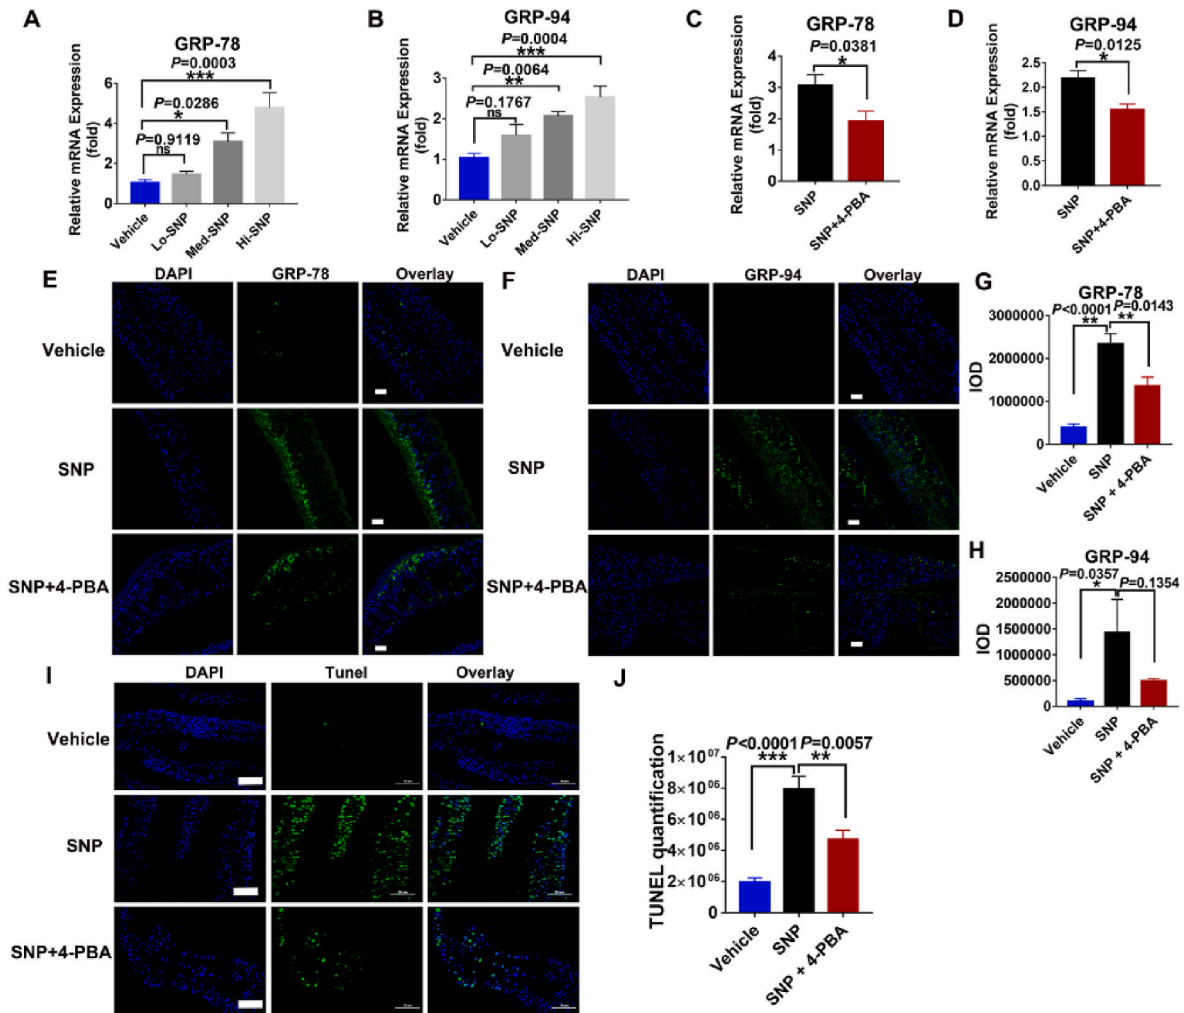 A
GRP-78
P=0.0003
***
P=0.0286
*
P=0.9119
ns
Relative mRNA Expression
(fold)
6
4
2
0
Vehicle
Lo-SNP
Med-SNP
Hi-SNP
B
GRP-94
P=0.0004
***
P=0.0064
**
P=0.1767
ns
Relative mRNA Expression
(fold)
3
2
1
0
Vehicle
Lo-SNP
Med-SNP
Hi-SNP
C
GRP-78
P=0.0381
*
Relative mRNA Expression
(fold)
4
3
2
1
0
SNP
SNP+4-PBA
D
GRP-94
P=0.0125
*
Relative mRNA Expression
(fold)
2.5
2.0
1.5
1.0
0.5
0.0
SNP
SNP+4-PBA
E
DAPI GRP-78 Overlay
Vehicle
SNP
SNP+4-PBA
F
DAPI GRP-94 Overlay
Vehicle
SNP
SNP+4-PBA
G
GRP-78
P<0.0001 P=0.0143
** **
IOD
3000000
2000000
1000000
0
Vehicle
SNP
SNP + 4-PBA
H
GRP-94
P=0.0357
* P=0.1354
IOD
2500000
2000000
1500000
1000000
500000
0
Vehicle
SNP
SNP + 4-PBA
I
DAPI Tunel Overlay
Vehicle
SNP
SNP+4-PBA
J
P<0.0001 P=0.0057
*** **
TUNEL quantification
1×10⁰⁷
8×10⁰⁶
6×10⁰⁶
4×10⁰⁶
2×10⁰⁶
0
Vehicle
SNP
SNP + 4-PBA